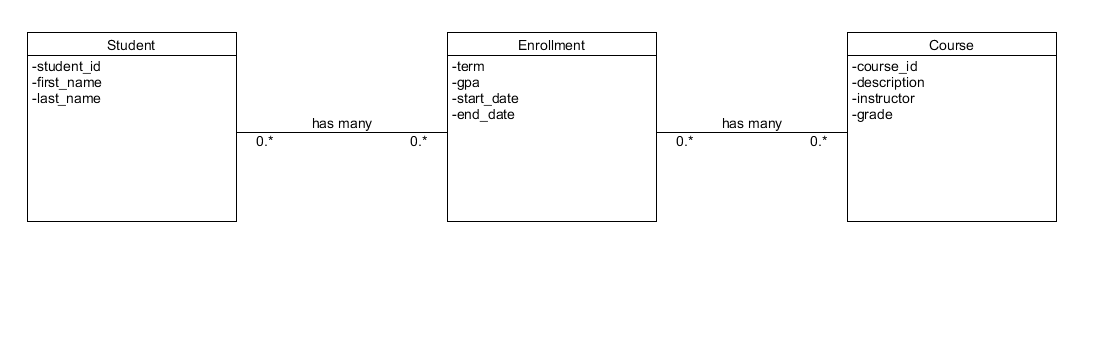 Student
-student_id
-first_name
-last_name
has many
0.*
0.*
Enrollment
-term
-gpa
-start_date
-end_date
has many
0.*
0.*
Course
-course_id
-description
-instructor
-grade